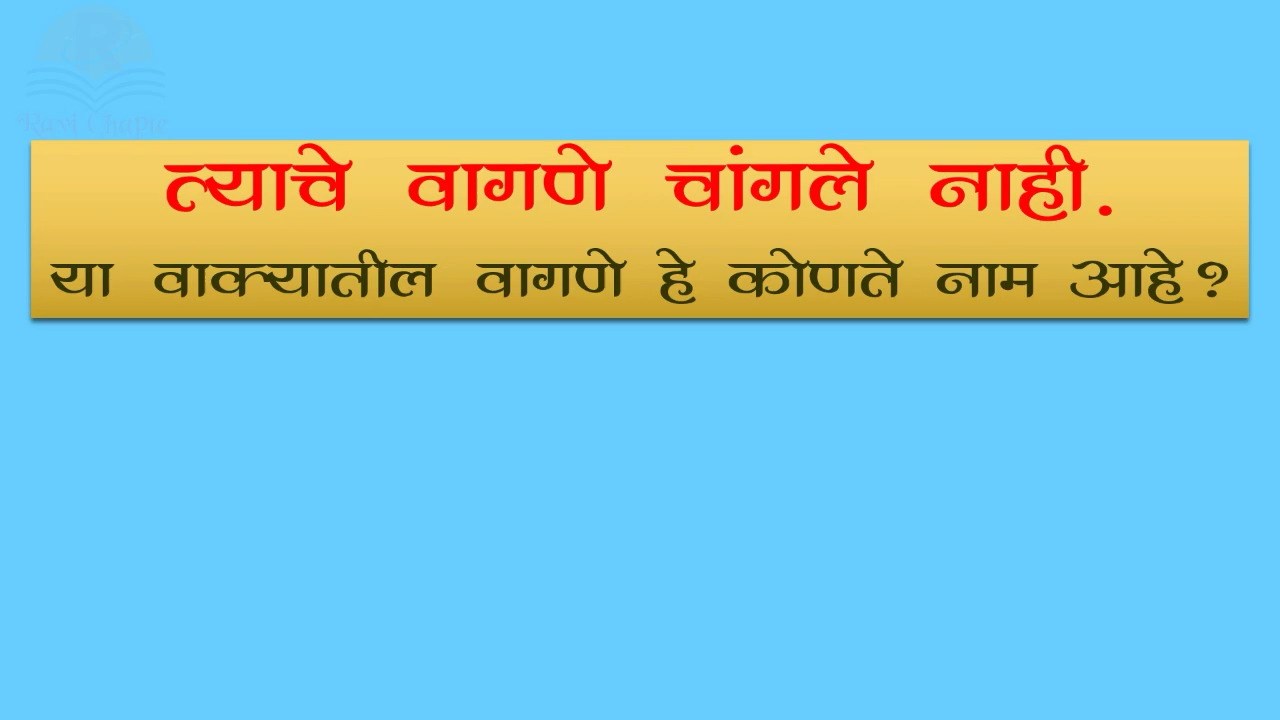 त्याचे वागणे चांगले नाही.
या वाक्यातील वागणे हे कोणते नाम आहे?